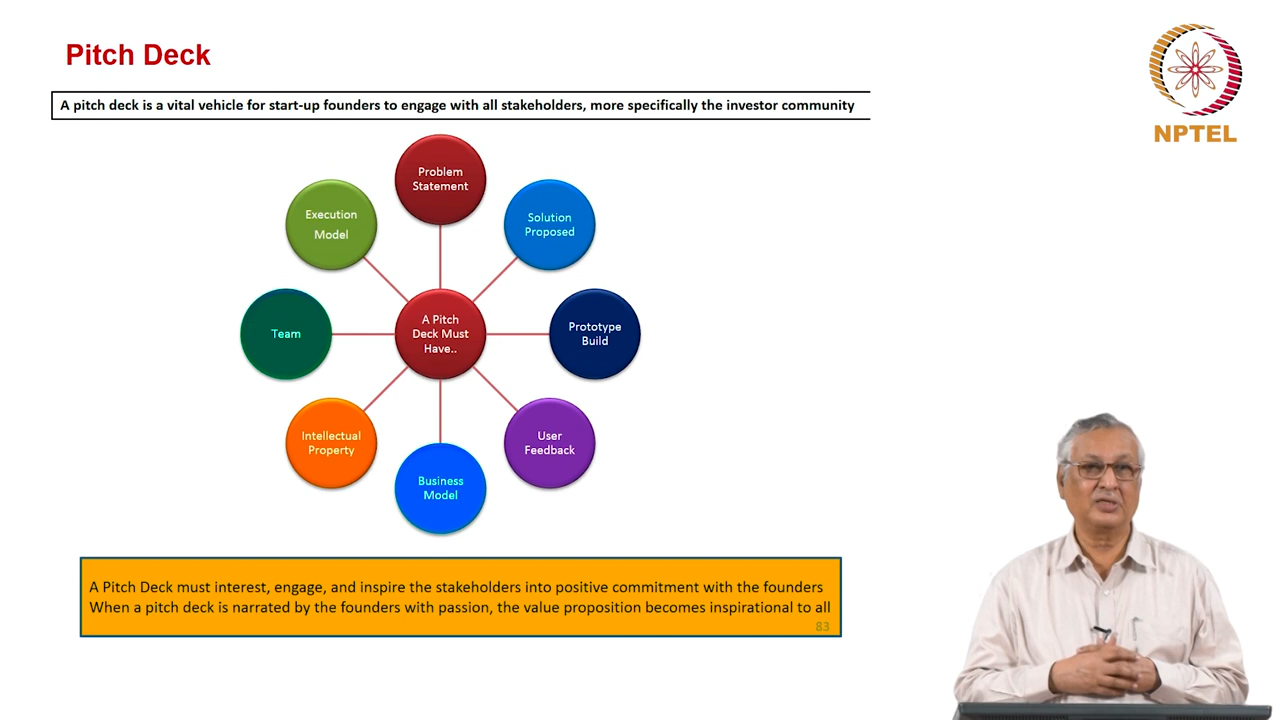 Pitch Deck
NPTEL
A pitch deck is a vital vehicle for start-up founders to engage with all stakeholders, more specifically the investor community
Problem
Statement
Solution
Proposed
Prototype
Build
User
Feedback
Business
Model
Intellectual
Property
Team
Execution
Model
A Pitch
Deck Must
Have..
A Pitch Deck must interest, engage, and inspire the stakeholders into positive commitment with the founders
When a pitch deck is narrated by the founders with passion, the value proposition becomes inspirational to all
83